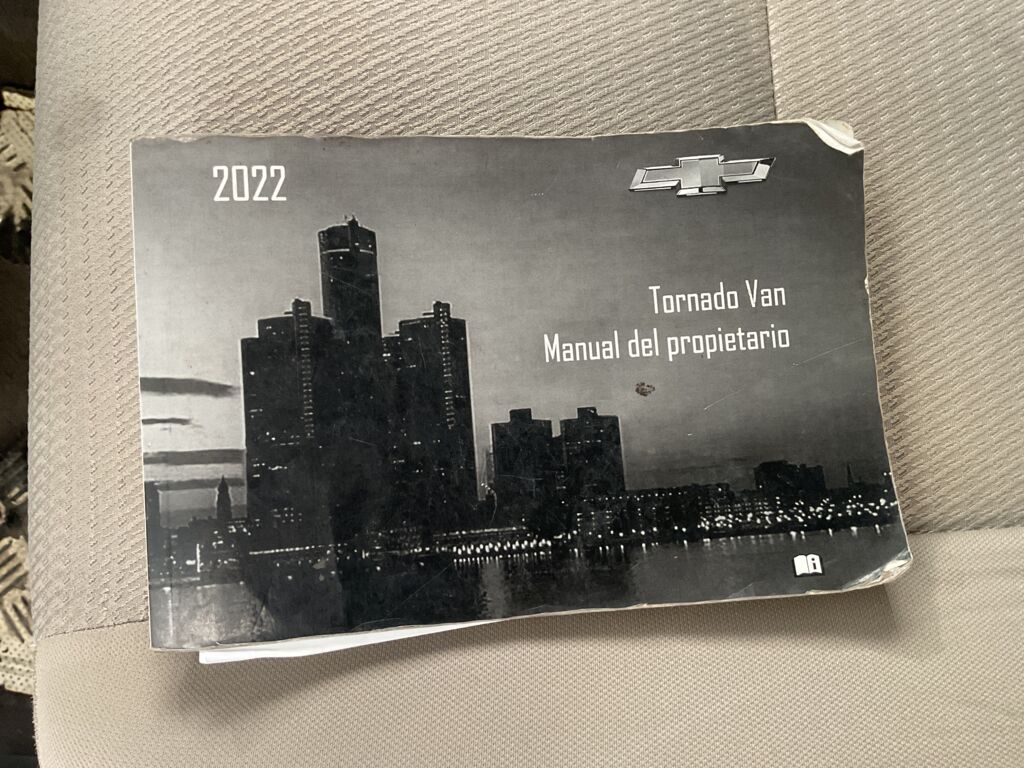 2022
Tornado Van
Manual del propietario
i